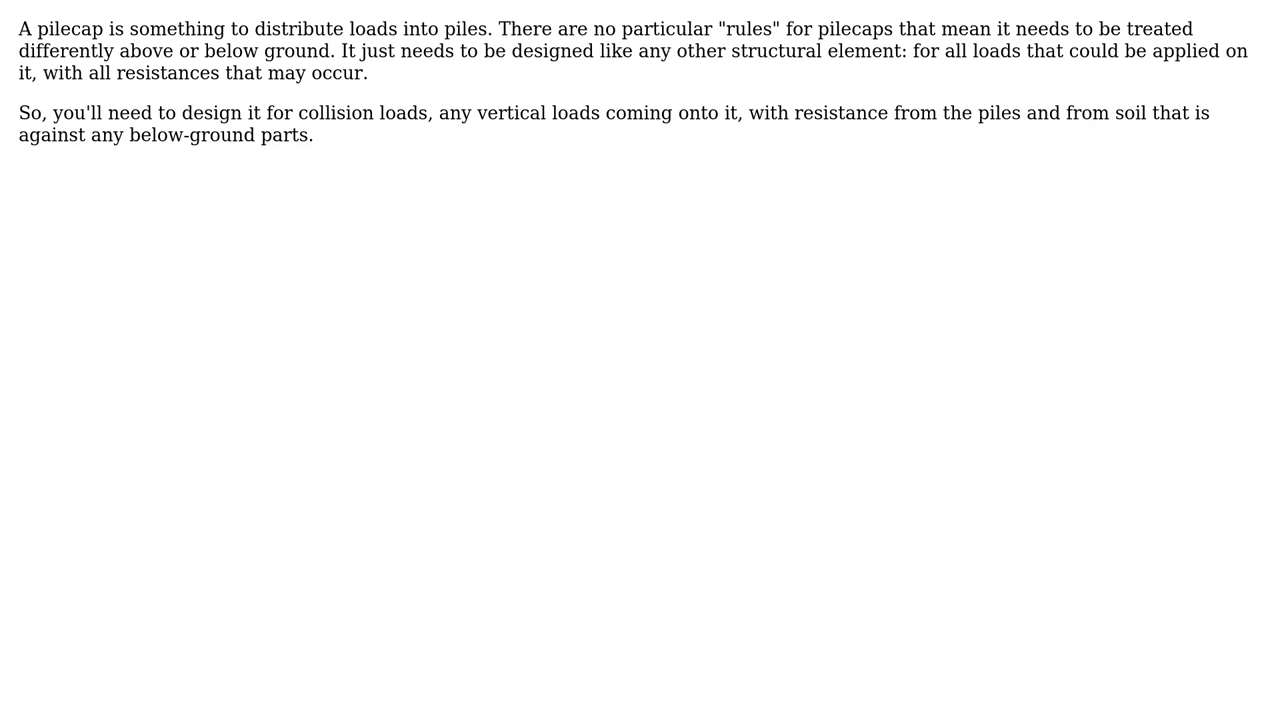 A pilecap is something to distribute loads into piles. There are no particular "rules" for pilecaps that mean it needs to be treated
differently above or below ground. It just needs to be designed like any other structural element: for all loads that could be applied on
it, with all resistances that may occur.
So, you'll need to design it for collision loads, any vertical loads coming onto it, with resistance from the piles and from soil that is
against any below-ground parts.